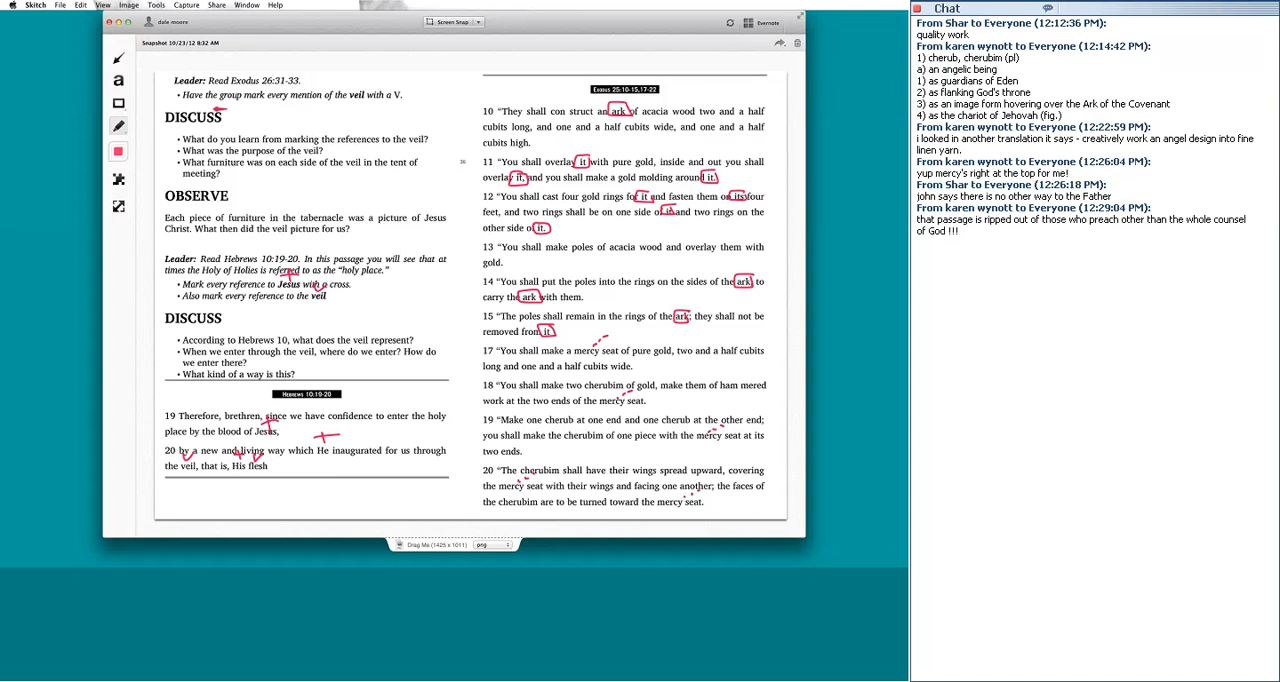 Skitch File Edit View Image Tools Capture Share Window Help
dale moore
Screen Snap
Evernote
Snapshot 10/23/12 8:32 AM
Leader: Read Exodus 26:31-33.
• Have the group mark every mention of the veil with a V.
DISCUSS
• What do you learn from marking the references to the veil?
• What was the purpose of the veil?
• What furniture was on each side of the veil in the tent of
meeting?
36
OBSERVE
Each piece of furniture in the tabernacle was a picture of Jesus
Christ. What then did the veil picture for us?
Leader: Read Hebrews 10:19-20. In this passage you will see that at
times the Holy of Holies is referred to as the “holy place.”
• Mark every reference to Jesus with a cross.
• Also mark every reference to the veil
DISCUSS
• According to Hebrews 10, what does the veil represent?
• When we enter through the veil, where do we enter? How do
we enter there?
• What kind of a way is this?
Hebrews 10:19-20
19 Therefore, brethren, since we have confidence to enter the holy
place by the blood of Jesus,
20 by a new and living way which He inaugurated for us through
the veil, that is, His flesh
Exodus 25:10-15,17-22
10 “They shall con struct an ark of acacia wood two and a half
cubits long, and one and a half cubits wide, and one and a half
cubits high.
11 “You shall overlay it with pure gold, inside and out you shall
overlay it, and you shall make a gold molding around it.
12 “You shall cast four gold rings for it and fasten them on its four
feet, and two rings shall be on one side of it and two rings on the
other side of it.
13 “You shall make poles of acacia wood and overlay them with
gold.
14 “You shall put the poles into the rings on the sides of the ark, to
carry the ark with them.
15 “The poles shall remain in the rings of the ark; they shall not be
removed from it.
17 “You shall make a mercy seat of pure gold, two and a half cubits
long and one and a half cubits wide.
18 “You shall make two cherubim of gold, make them of ham mered
work at the two ends of the mercy seat.
19 “Make one cherub at one end and one cherub at the other end;
you shall make the cherubim of one piece with the mercy seat at its
two ends.
20 “The cherubim shall have their wings spread upward, covering
the mercy seat with their wings and facing one another; the faces of
the cherubim are to be turned toward the mercy seat.
Drag Me (1425 x 1011)
png
Chat
From Shar to Everyone (12:12:36 PM):
quality work
From karen wynott to Everyone (12:14:42 PM):
1) cherub, cherubim (pl)
a) an angelic being
1) as guardians of Eden
2) as flanking God's throne
3) as an image form hovering over the Ark of the Covenant
4) as the chariot of Jehovah (fig.)
From karen wynott to Everyone (12:22:59 PM):
i looked in another translation it says - creatively work an angel design into fine
linen yarn.
From karen wynott to Everyone (12:26:04 PM):
yup mercy's right at the top for me!
From Shar to Everyone (12:26:18 PM):
john says there is no other way to the Father
From karen wynott to Everyone (12:29:04 PM):
that passage is ripped out of those who preach other than the whole counsel
of God !!!